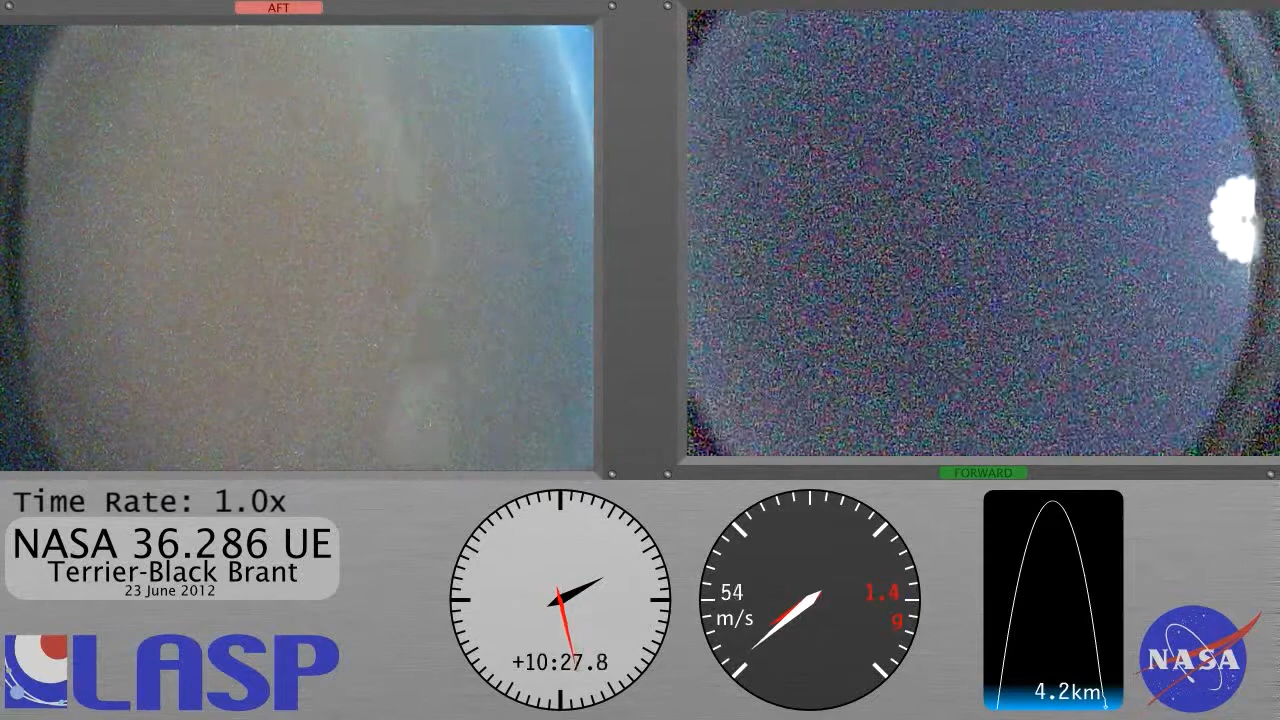 AFT
FORWARD
Time Rate: 1.0x
NASA 36.286 UE
Terrier-Black Brant
23 June 2012
LASP
+10:27.8
54
m/s
1.4
g
4.2km
NASA